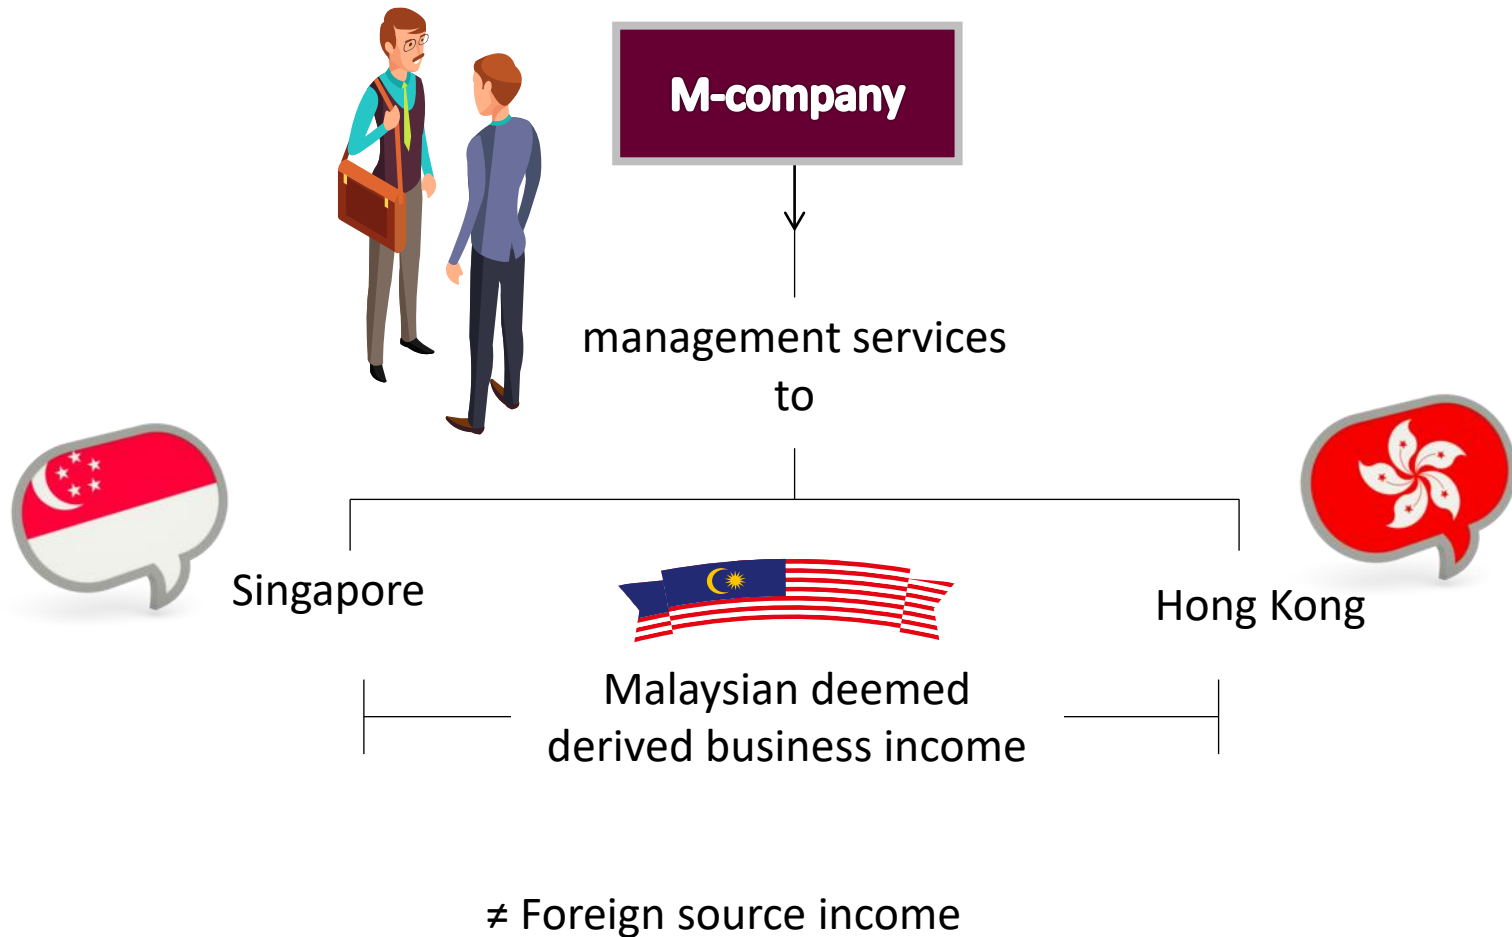 M-company
management services
to
Singapore
Hong Kong
Malaysian deemed
derived business income
≠ Foreign source income